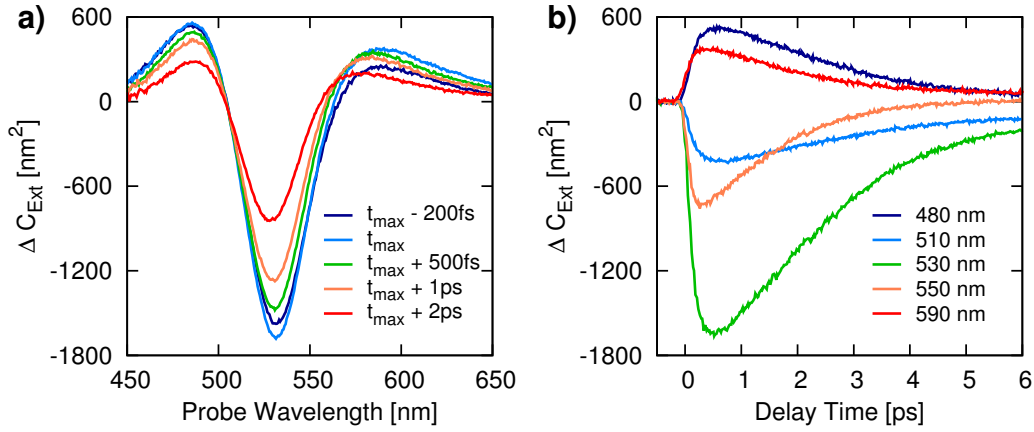 a)
Δ C_Ext [nm²]
600
0
-600
-1200
-1800
t_max - 200fs
t_max
t_max + 500fs
t_max + 1ps
t_max + 2ps
450 500 550 600 650
Probe Wavelength [nm]
b)
Δ C_Ext [nm²]
600
0
-600
-1200
-1800
480 nm
510 nm
530 nm
550 nm
590 nm
0 1 2 3 4 5 6
Delay Time [ps]